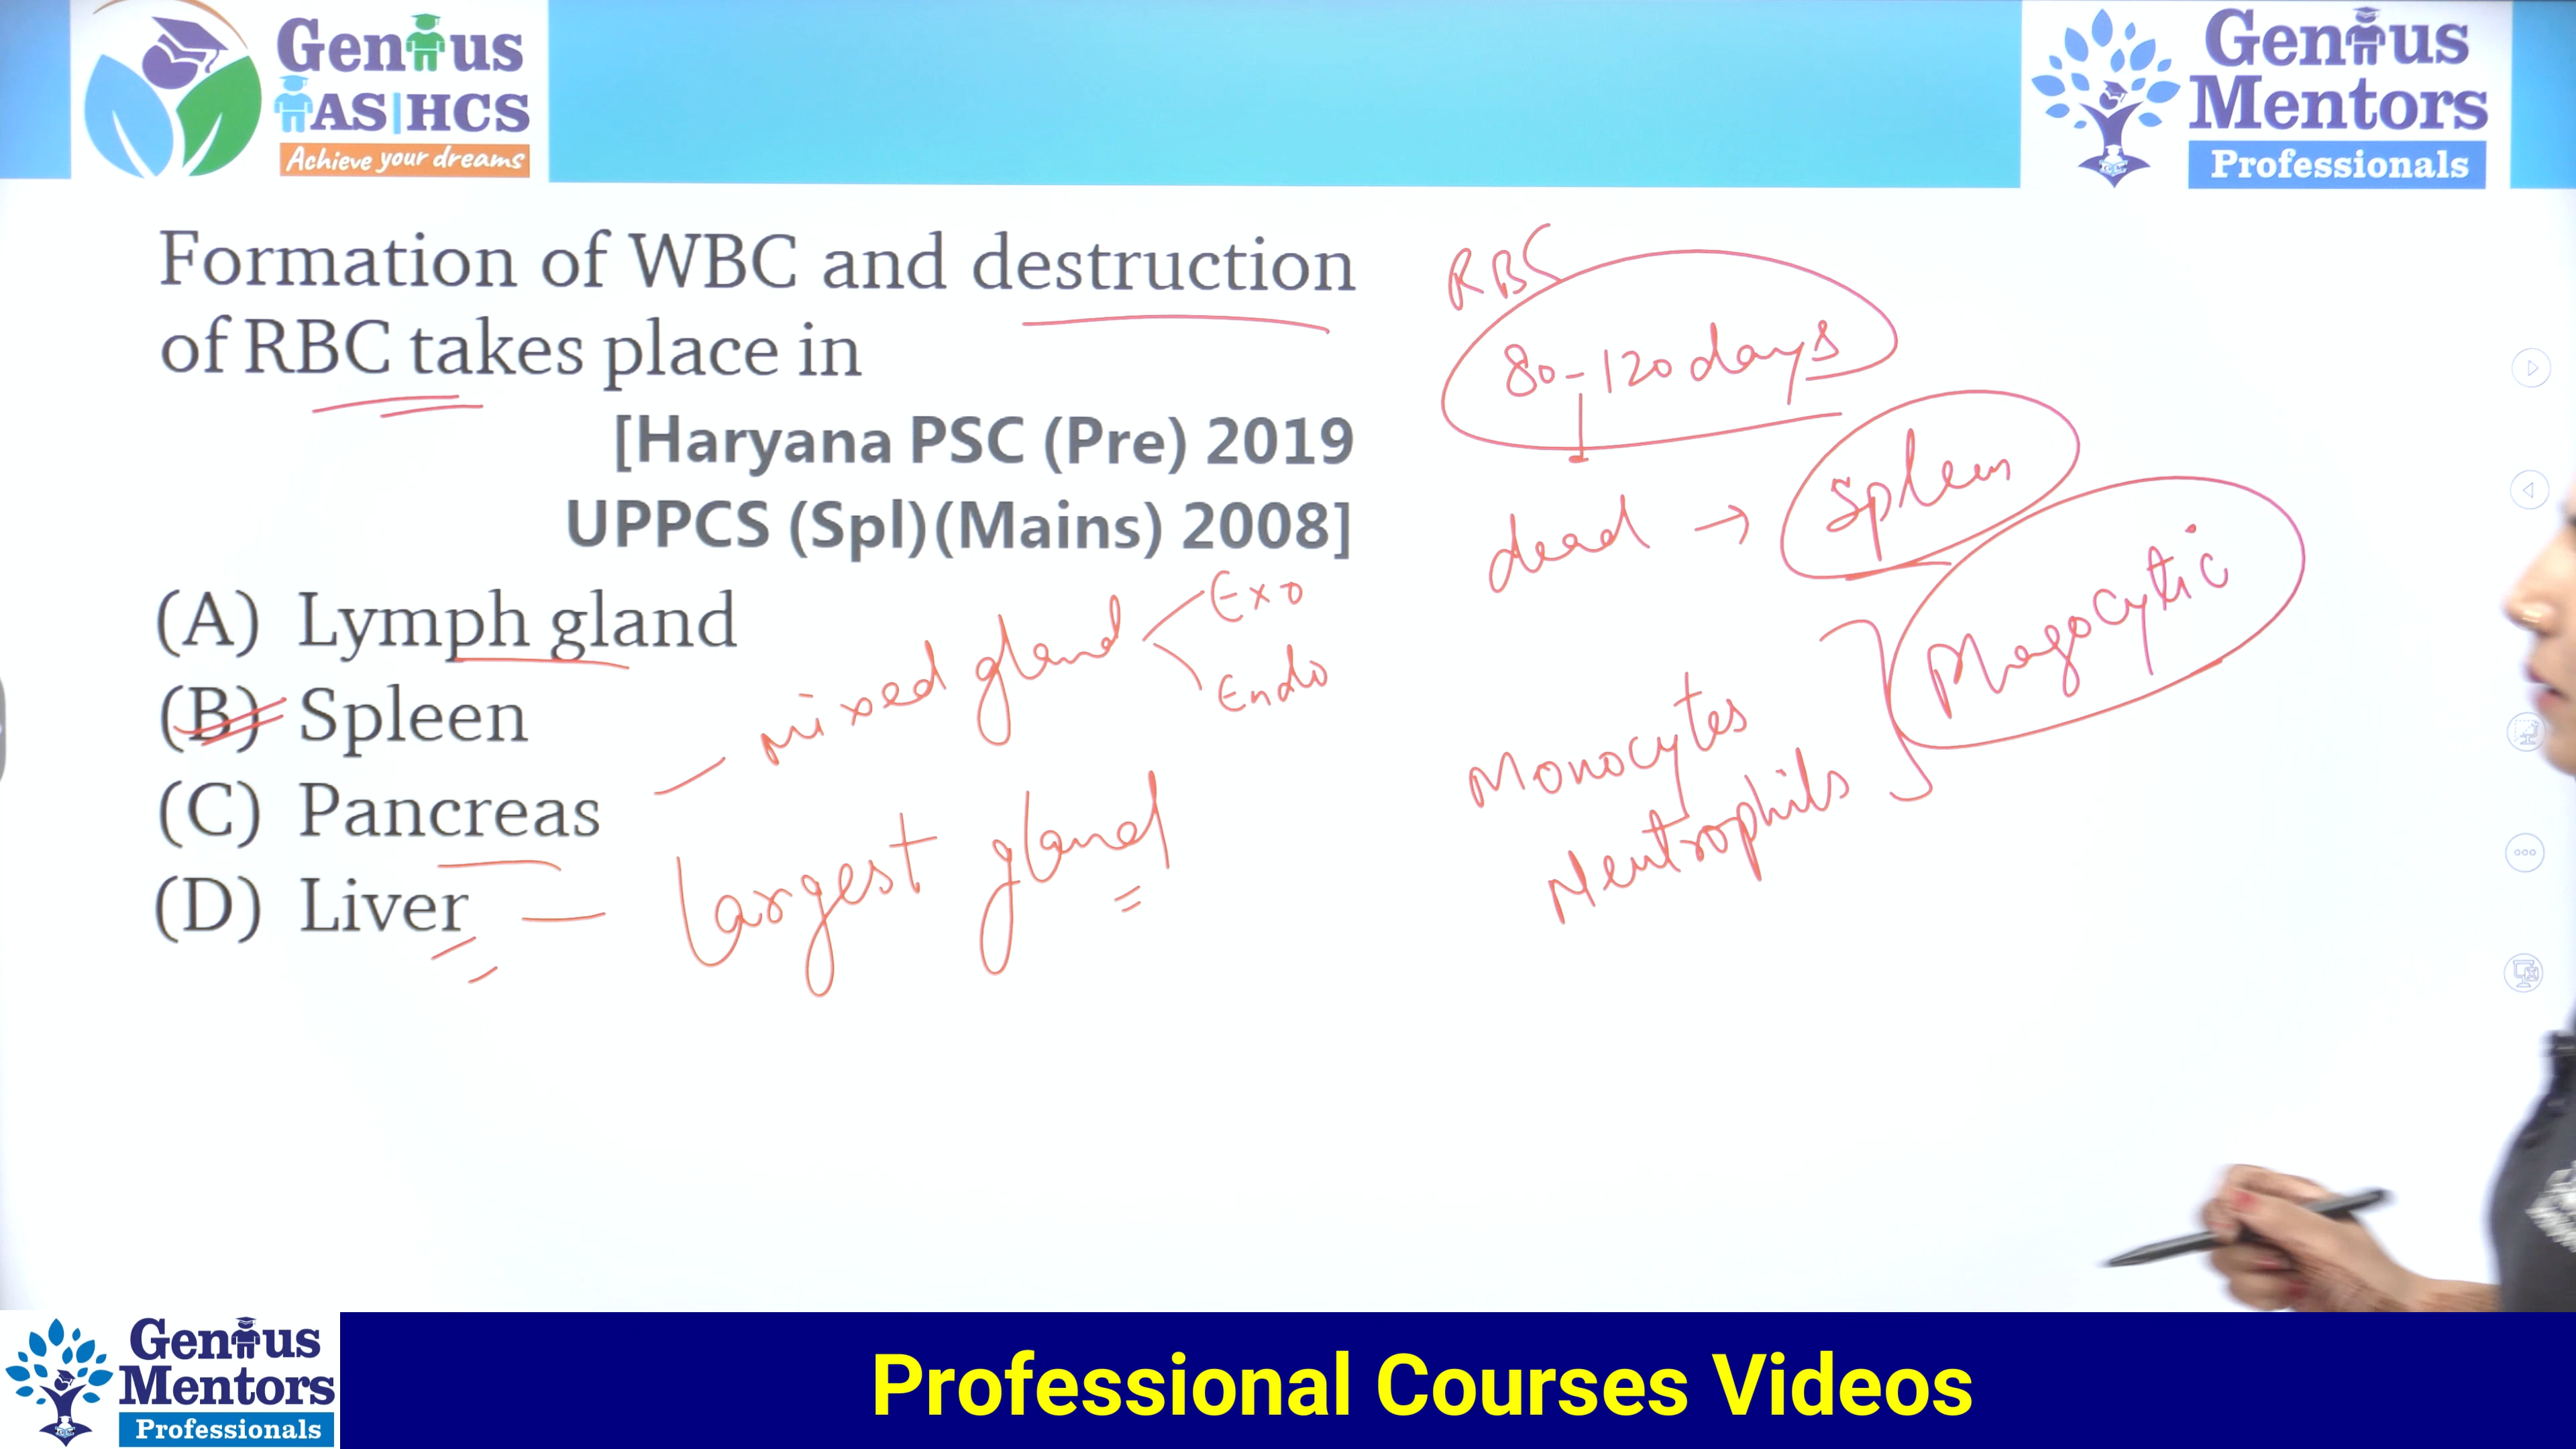 Genius
IAS|HCS
Achieve your dreams
Genius
Mentors
Professionals
Formation of WBC and destruction
of RBC takes place in
[Haryana PSC (Pre) 2019
UPPCS (Spl)(Mains) 2008]
(A) Lymph gland
(B) Spleen
(C) Pancreas
(D) Liver
mixed gland
Exo
Endo
largest gland
RBC
80-120 days
dead → Spleen
Phagocytic
Monocytes
Neutrophils
Genius
Mentors
Professionals
Professional Courses Videos